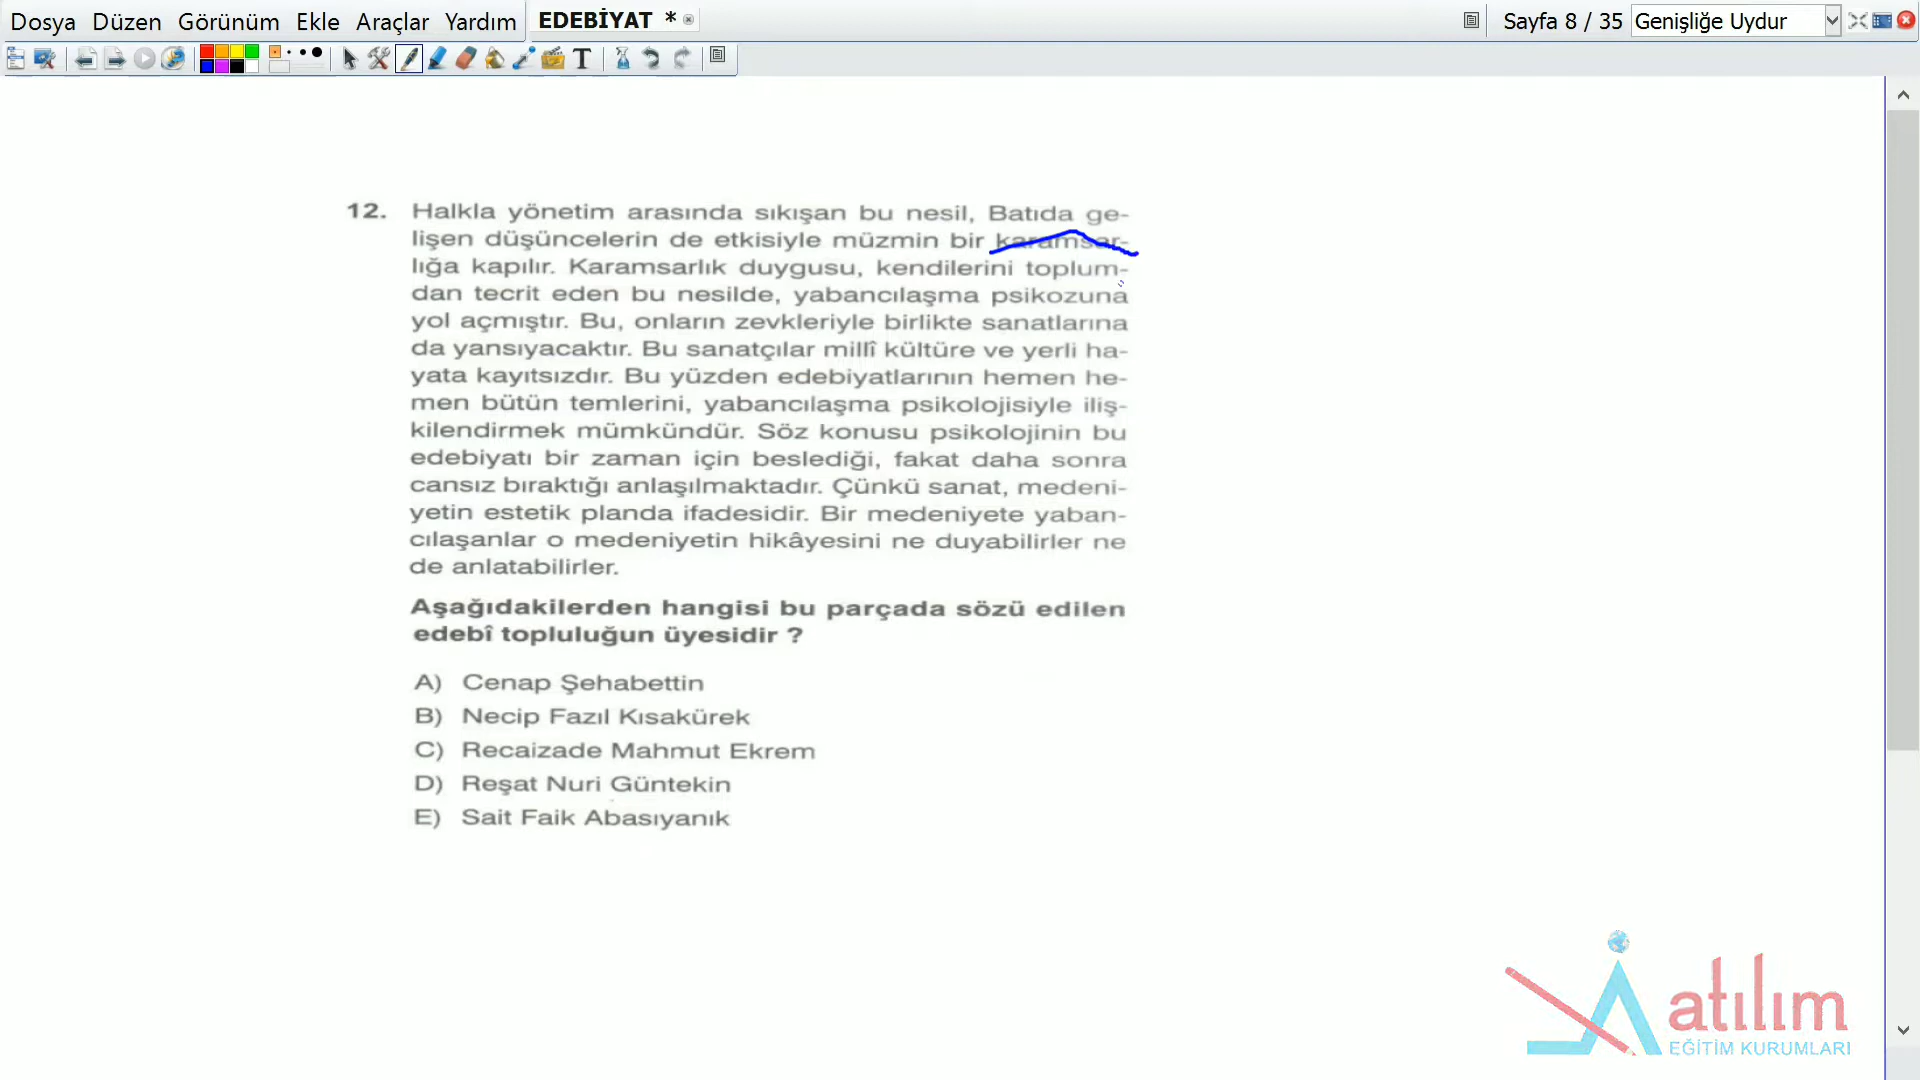 Dosya Düzen Görünüm Ekle Araçlar Yardım EDEBİYAT * Sayfa 8 / 35 Genişliğe Uydur
12. Halkla yönetim arasında sıkışan bu nesil, Batıda ge-
lişen düşüncelerin de etkisiyle müzmin bir karamsar-
lığa kapılır. Karamsarlık duygusu, kendilerini toplum-
dan tecrit eden bu nesilde, yabancılaşma psikozuna
yol açmıştır. Bu, onların zevkleriyle birlikte sanatlarına
da yansıyacaktır. Bu sanatçılar millî kültüre ve yerli ha-
yata kayıtsızdır. Bu yüzden edebiyatlarının hemen he-
men bütün temlerini, yabancılaşma psikolojisiyle iliş-
kilendirmek mümkündür. Söz konusu psikolojinin bu
edebiyatı bir zaman için beslediği, fakat daha sonra
cansız bıraktığı anlaşılmaktadır. Çünkü sanat, medeni-
yetin estetik planda ifadesidir. Bir medeniyete yaban-
cılaşanlar o medeniyetin hikâyesini ne duyabilirler ne
de anlatabilirler.
Aşağıdakilerden hangisi bu parçada sözü edilen
edebî topluluğun üyesidir ?
A) Cenap Şehabettin
B) Necip Fazıl Kısakürek
C) Recaizade Mahmut Ekrem
D) Reşat Nuri Güntekin
E) Sait Faik Abasıyanık
atılım
EĞİTİM KURUMLARI